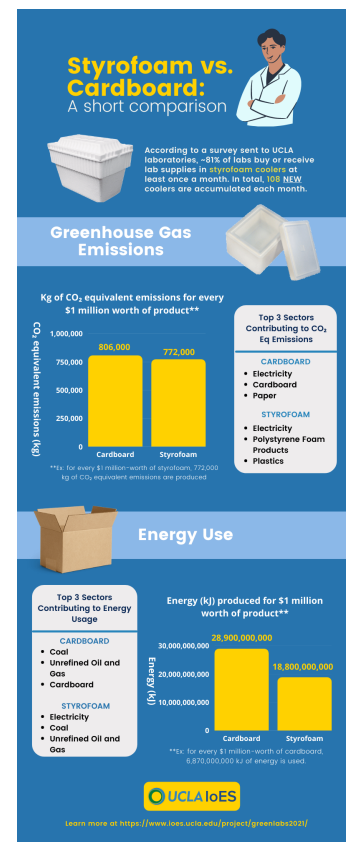 Styrofoam vs.
Cardboard:
A short comparison
According to a survey sent to UCLA
laboratories, ~81% of labs buy or receive
lab supplies in styrofoam coolers at
least once a month. In total, 108 NEW
coolers are accumulated each month.
Greenhouse Gas
Emissions
Kg of CO₂ equivalent emissions for every
$1 million worth of product**
CO₂ equivalent emissions (kg)
1,000,000
750,000
500,000
250,000
0
806,000
772,000
Cardboard
Styrofoam
**Ex: for every $1 million-worth of styrofoam, 772,000
kg of CO₂ equivalent emissions are produced
Top 3 Sectors
Contributing to CO₂
Eq Emissions
CARDBOARD
• Electricity
• Cardboard
• Paper
STYROFOAM
• Electricity
• Polystyrene Foam
Products
• Plastics
Energy Use
Top 3 Sectors
Contributing to Energy
Usage
CARDBOARD
• Coal
• Unrefined Oil and
Gas
• Cardboard
STYROFOAM
• Electricity
• Coal
• Unrefined Oil and
Gas
Energy (kJ) produced for $1 million
worth of product**
Energy (kJ)
30,000,000,000
20,000,000,000
10,000,000,000
0
28,900,000,000
18,800,000,000
Cardboard
Styrofoam
**Ex: for every $1 million-worth of cardboard,
6,870,000,000 kJ of energy is used.
UCLA IoES
Learn more at https://www.ioes.ucla.edu/project/greenlabs2021/